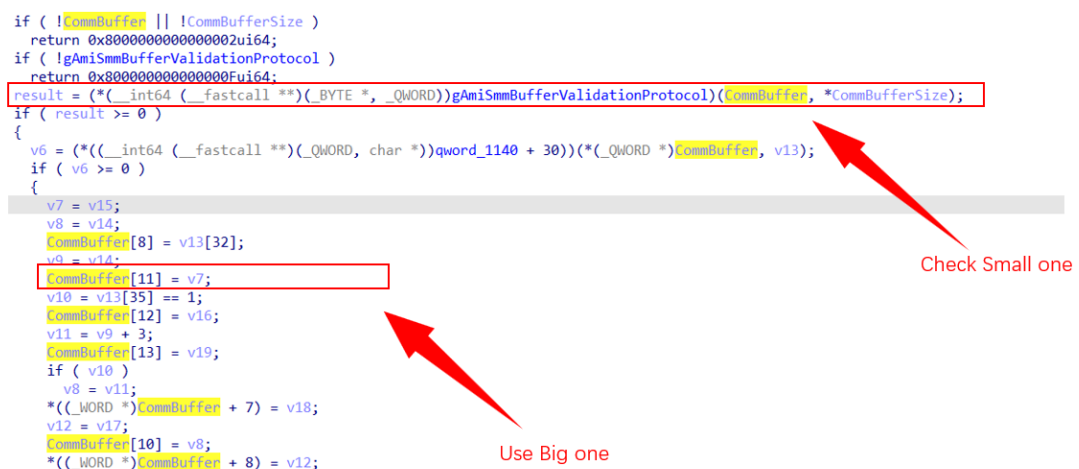 if ( !CommBuffer || !CommBufferSize )
return 0x8000000000000002ui64;
if ( !gAmiSmmBufferValidationProtocol )
return 0x800000000000000Fui64;
result = (*(__int64 (__fastcall **)(_BYTE *, _QWORD))gAmiSmmBufferValidationProtocol)(CommBuffer, *CommBufferSize);
if ( result >= 0 )
{
v6 = (*((__int64 (__fastcall **)(_QWORD, char *))qword_1140 + 30))(*(_QWORD *)CommBuffer, v13);
if ( v6 >= 0 )
{
v7 = v15;
v8 = v14;
CommBuffer[8] = v13[32];
v9 = v14;
CommBuffer[11] = v7;
v10 = v13[35] == 1;
CommBuffer[12] = v16;
v11 = v9 + 3;
CommBuffer[13] = v19;
if ( v10 )
v8 = v11;
*((_WORD *)CommBuffer + 7) = v18;
v12 = v17;
CommBuffer[10] = v8;
*((_WORD *)CommBuffer + 8) = v12;
Check Small one
Use Big one